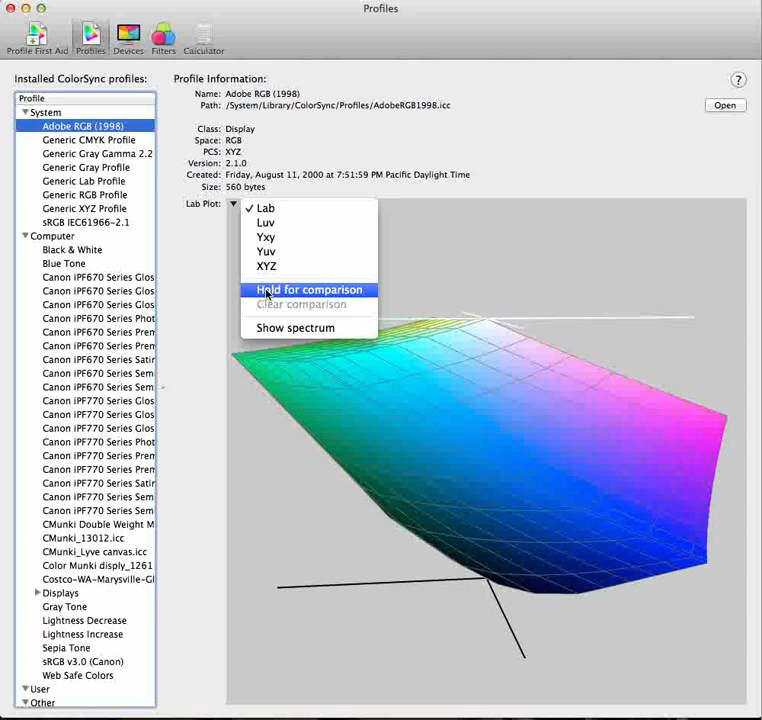 Profiles
Profile First Aid
Profiles
Devices
Filters
Calculator
Installed ColorSync profiles:
Profile
System
Adobe RGB (1998)
Generic CMYK Profile
Generic Gray Gamma 2.2
Generic Gray Profile
Generic Lab Profile
Generic RGB Profile
Generic XYZ Profile
sRGB IEC61966-2.1
Computer
Black & White
Blue Tone
Canon iPF670 Series Glos
Canon iPF670 Series Glos
Canon iPF670 Series Glos
Canon iPF670 Series Phot
Canon iPF670 Series Prem
Canon iPF670 Series Prem
Canon iPF670 Series Satir
Canon iPF670 Series Sem
Canon iPF670 Series Sem
Canon iPF770 Series Glos
Canon iPF770 Series Glos
Canon iPF770 Series Glos
Canon iPF770 Series Phot
Canon iPF770 Series Prem
Canon iPF770 Series Prem
Canon iPF770 Series Satir
Canon iPF770 Series Sem
Canon iPF770 Series Sem
CMunki Double Weight M
CMunki_13012.icc
CMunki_Lyve canvas.icc
Color Munki disply_1261
Costco-WA-Marysville-Gl
Displays
Gray Tone
Lightness Decrease
Lightness Increase
Sepia Tone
sRGB v3.0 (Canon)
Web Safe Colors
User
Other
Profile Information:
?
Name: Adobe RGB (1998)
Path: /System/Library/ColorSync/Profiles/AdobeRGB1998.icc
Open
Class: Display
Space: RGB
PCS: XYZ
Version: 2.1.0
Created: Friday, August 11, 2000 at 7:51:59 PM Pacific Daylight Time
Size: 560 bytes
Lab Plot:
✓ Lab
Luv
Yxy
Yuv
XYZ
Hold for comparison
Clear comparison
Show spectrum